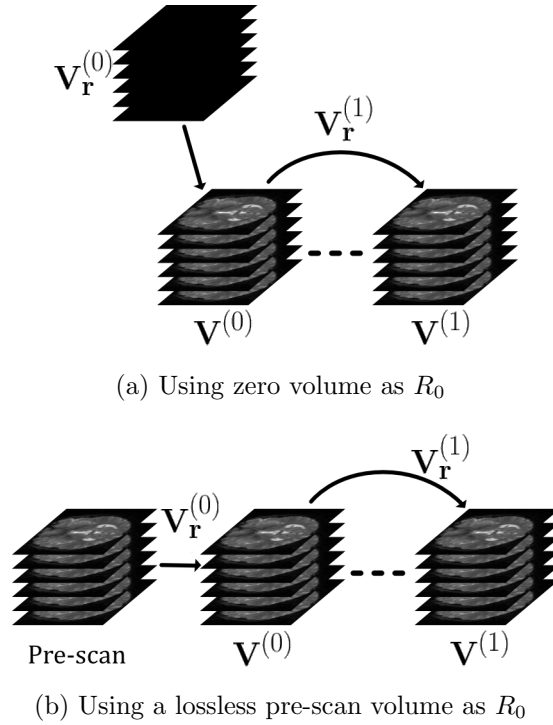 V_r^(0)
V_r^(1)
V^(0) V^(1)
(a) Using zero volume as R_0
V_r^(1)
V_r^(0)
V^(0) V^(1)
Pre-scan
(b) Using a lossless pre-scan volume as R_0